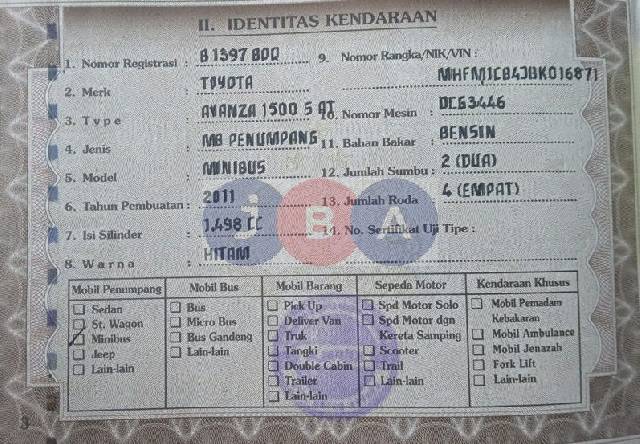 II. IDENTITAS KENDARAAN
1. Nomor Registrasi : B 1397 BOQ
2. Merk : TOYOTA
3. Type : AVANZA 1500 S AT
4. Jenis : MB PENUMPANG
5. Model : MINIBUS
6. Tahun Pembuatan : 2011
7. Isi Silinder : 1.498 CC
8. Warna : HITAM
9. Nomor Rangka/NIK/VIN :
MHFM1CB4JBK016871
10. Nomor Mesin : DCG3446
11. Bahan Bakar : BENSIN
12. Jumlah Sumbu : 2 (DUA)
13. Jumlah Roda : 4 (EMPAT)
14. No. Sertifikat Uji Tipe :
JBA
Mobil Penumpang
Sedan
St. Wagon
Minibus
Jeep
Lain-lain
Mobil Bus
Bus
Micro Bus
Bus Gandeng
Lain-lain
Mobil Barang
Pick Up
Deliver Van
Truk
Tangki
Double Cabin
Trailer
Lain-lain
Sepeda Motor
Spd Motor Solo
Spd Motor dgn
Kereta Samping
Scooter
Trail
Lain-lain
Kendaraan Khusus
Mobil Pemadam
Kebakaran
Mobil Ambulance
Mobil Jenazah
Fork Lift
Lain-lain
3